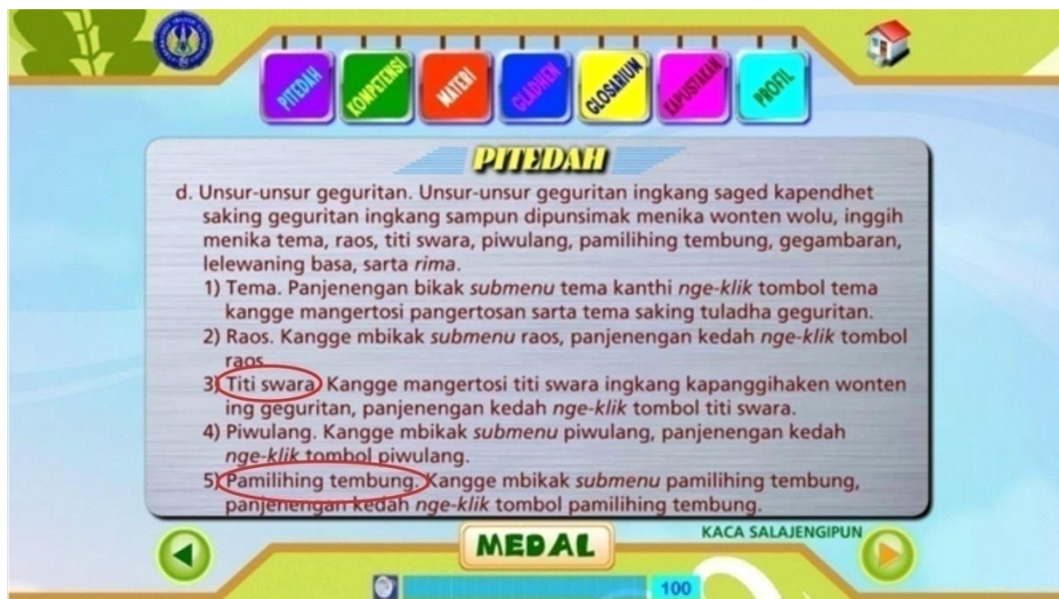 PITEDAH
KOMPETENSI
MATERI
GLADHEN
GLOSARIUM
KAPUSTAKAN
PROFIL
PITEDAH
d. Unsur-unsur geguritan. Unsur-unsur geguritan ingkang saged kapendhet
saking geguritan ingkang sampun dipunsimak menika wonten wolu, inggih
menika tema, raos, titi swara, piwulang, pamilihing tembung, gegambaran,
lelewaning basa, sarta rima.
1) Tema. Panjenengan bikak submenu tema kanthi nge-klik tombol tema
kangge mangertosi pangertosan sarta tema saking tuladha geguritan.
2) Raos. Kangge mbikak submenu raos, panjenengan kedah nge-klik tombol
raos.
3) Titi swara. Kangge mangertosi titi swara ingkang kapanggihaken wonten
ing geguritan, panjenengan kedah nge-klik tombol titi swara.
4) Piwulang. Kangge mbikak submenu piwulang, panjenengan kedah
nge-klik tombol piwulang.
5) Pamilihing tembung. Kangge mbikak submenu pamilihing tembung,
panjenengan kedah nge-klik tombol pamilihing tembung.
KACA SALAJENGIPUN
MEDAL
100